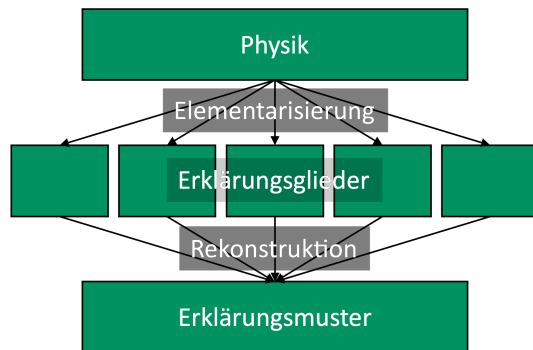 Physik
Elementarisierung
Erklärungsglieder
Rekonstruktion
Erklärungsmuster